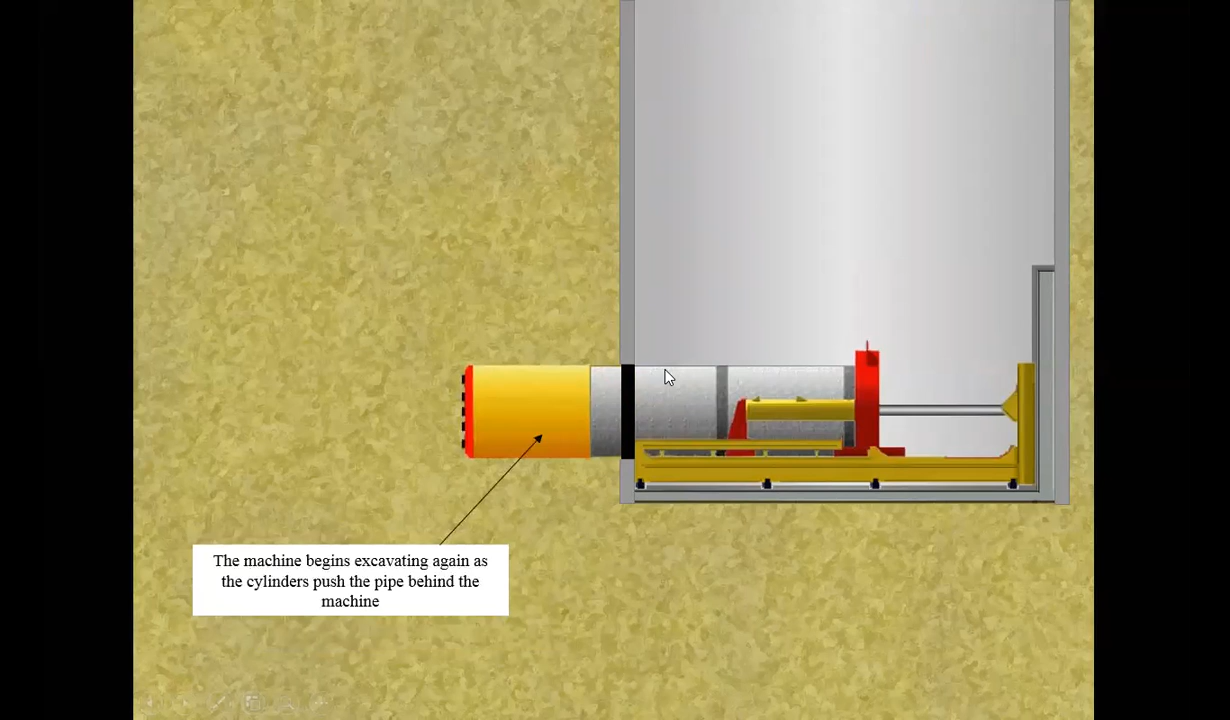 The machine begins excavating again as
the cylinders push the pipe behind the
machine